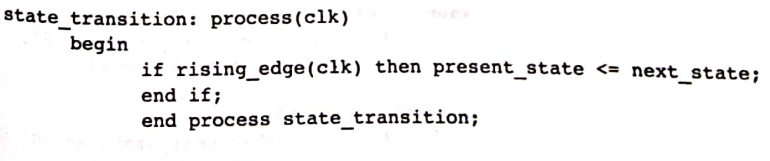 state_transition: process(clk)
begin
if rising_edge(clk) then present_state <= next_state;
end if;
end process state_transition;